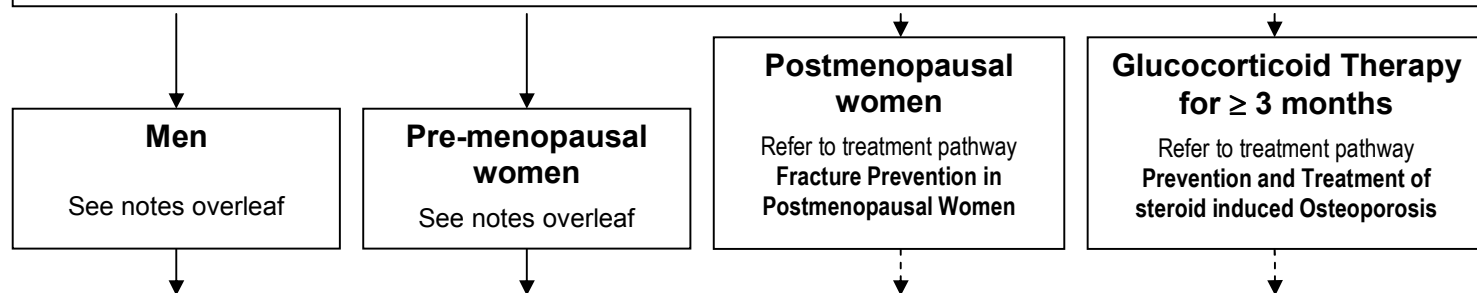 Men
See notes overleaf
Pre-menopausal
women
See notes overleaf
Postmenopausal
women
Refer to treatment pathway
Fracture Prevention in
Postmenopausal Women
Glucocorticoid Therapy
for ≥ 3 months
Refer to treatment pathway
Prevention and Treatment of
steroid induced Osteoporosis